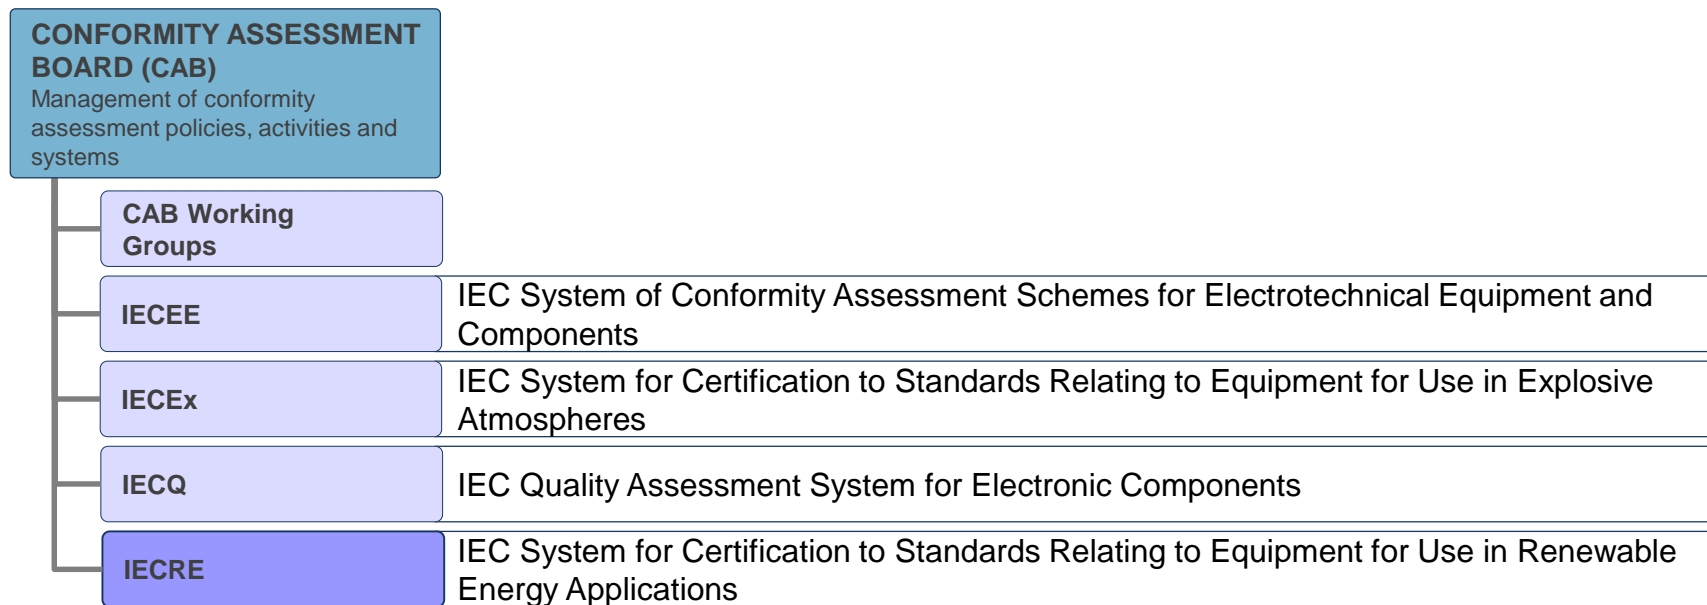 CONFORMITY ASSESSMENT
BOARD (CAB)
Management of conformity
assessment policies, activities and
systems
CAB Working
Groups
IECEE
IEC System of Conformity Assessment Schemes for Electrotechnical Equipment and
Components
IECEx
IEC System for Certification to Standards Relating to Equipment for Use in Explosive
Atmospheres
IECQ
IEC Quality Assessment System for Electronic Components
IECRE
IEC System for Certification to Standards Relating to Equipment for Use in Renewable
Energy Applications